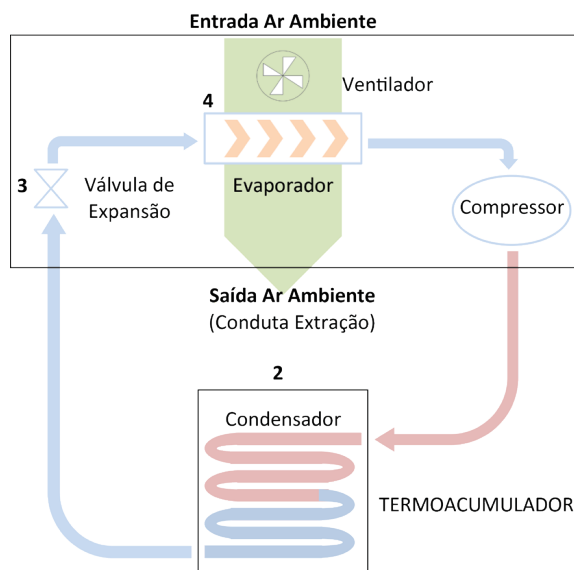 Entrada Ar Ambiente
Ventilador
4
3
Válvula de
Expansão
Evaporador
Compressor
Saída Ar Ambiente
(Conduta Extração)
2
Condensador
TERMOACUMULADOR